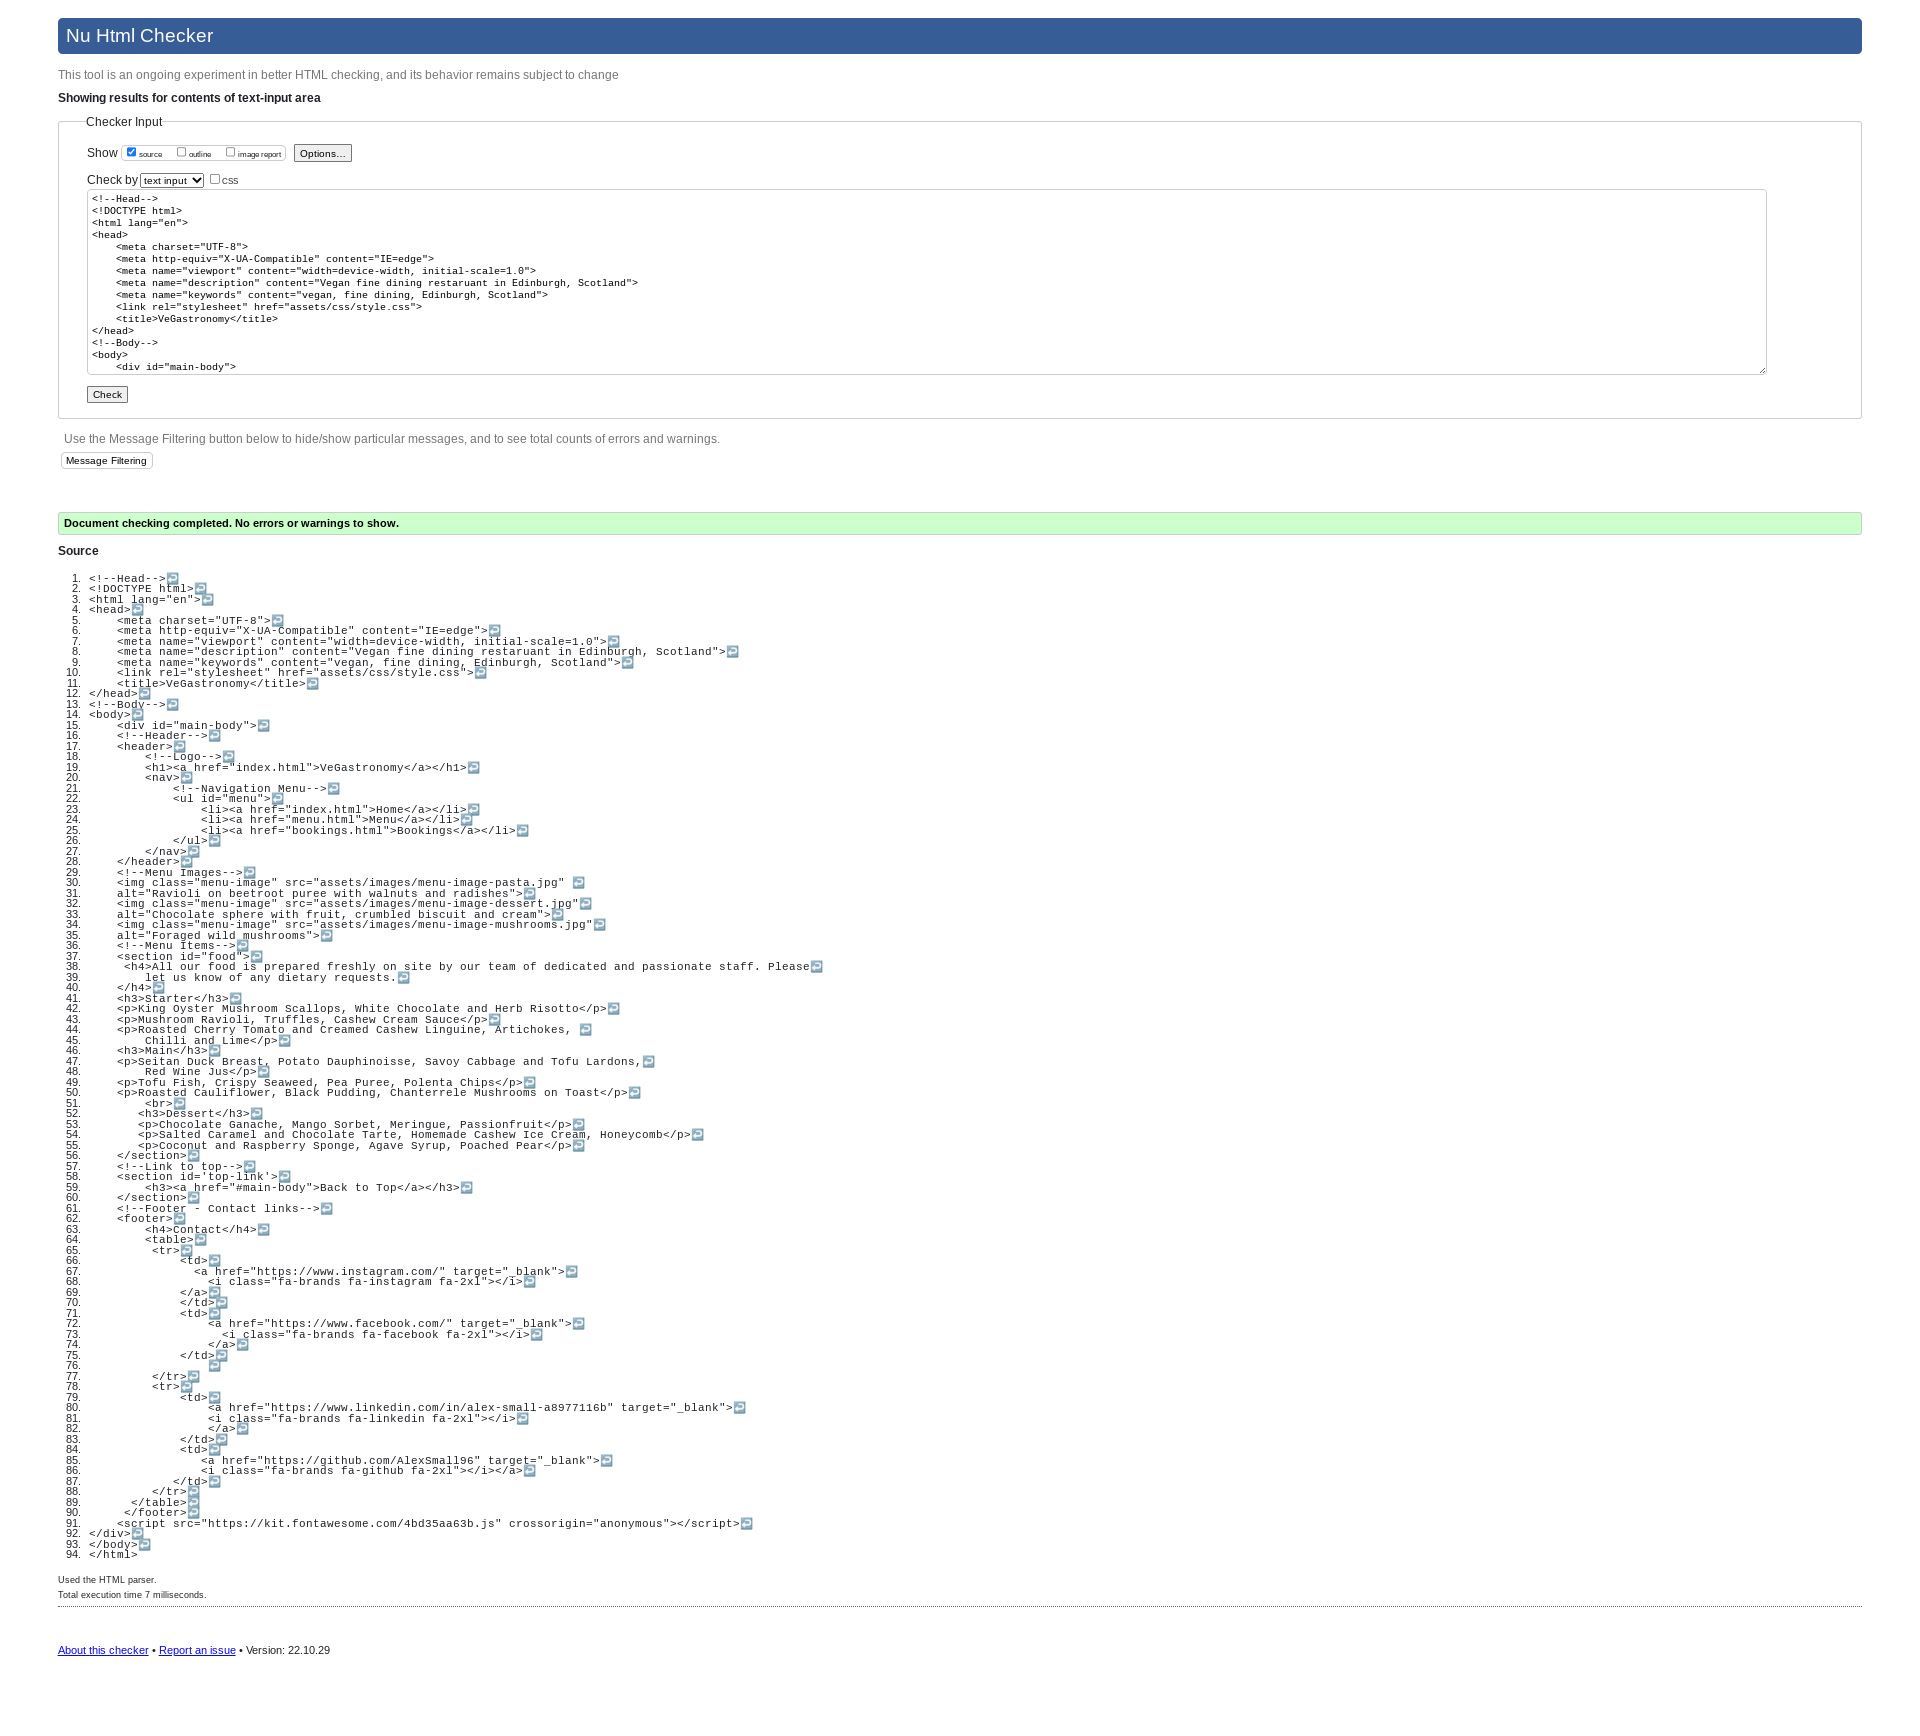 Nu Html Checker
This tool is an ongoing experiment in better HTML checking, and its behavior remains subject to change
Showing results for contents of text-input area
Checker Input
Show source outline image report Options...
Check by text input CSS
<!--Head-->
<!DOCTYPE html>
<html lang="en">
<head>
    <meta charset="UTF-8">
    <meta http-equiv="X-UA-Compatible" content="IE=edge">
    <meta name="viewport" content="width=device-width, initial-scale=1.0">
    <meta name="description" content="Vegan fine dining restaruant in Edinburgh, Scotland">
    <meta name="keywords" content="vegan, fine dining, Edinburgh, Scotland">
    <link rel="stylesheet" href="assets/css/style.css">
    <title>VeGastronomy</title>
</head>
<!--Body-->
<body>
    <div id="main-body">
Check
Use the Message Filtering button below to hide/show particular messages, and to see total counts of errors and warnings.
Message Filtering
Document checking completed. No errors or warnings to show.
Source
1. <!--Head-->↩
2. <!DOCTYPE html>↩
3. <html lang="en">↩
4. <head>↩
5.     <meta charset="UTF-8">↩
6.     <meta http-equiv="X-UA-Compatible" content="IE=edge">↩
7.     <meta name="viewport" content="width=device-width, initial-scale=1.0">↩
8.     <meta name="description" content="Vegan fine dining restaruant in Edinburgh, Scotland">↩
9.     <meta name="keywords" content="vegan, fine dining, Edinburgh, Scotland">↩
10.     <link rel="stylesheet" href="assets/css/style.css">↩
11.     <title>VeGastronomy</title>↩
12. </head>↩
13. <!--Body-->↩
14. <body>↩
15.     <div id="main-body">↩
16.     <!--Header-->↩
17.     <header>↩
18.         <!--Logo-->↩
19.         <h1><a href="index.html">VeGastronomy</a></h1>↩
20.         <nav>↩
21.             <!--Navigation Menu-->↩
22.             <ul id="menu">↩
23.                 <li><a href="index.html">Home</a></li>↩
24.                 <li><a href="menu.html">Menu</a></li>↩
25.                 <li><a href="bookings.html">Bookings</a></li>↩
26.             </ul>↩
27.         </nav>↩
28.     </header>↩
29.     <!--Menu Images-->↩
30.     <img class="menu-image" src="assets/images/menu-image-pasta.jpg" ↩
31.     alt="Ravioli on beetroot puree with walnuts and radishes">↩
32.     <img class="menu-image" src="assets/images/menu-image-dessert.jpg"↩
33.     alt="Chocolate sphere with fruit, crumbled biscuit and cream">↩
34.     <img class="menu-image" src="assets/images/menu-image-mushrooms.jpg"↩
35.     alt="Foraged wild mushrooms">↩
36.     <!--Menu Items-->↩
37.     <section id="food">↩
38.      <h4>All our food is prepared freshly on site by our team of dedicated and passionate staff. Please↩
39.         let us know of any dietary requests.↩
40.     </h4>↩
41.     <h3>Starter</h3>↩
42.     <p>King Oyster Mushroom Scallops, White Chocolate and Herb Risotto</p>↩
43.     <p>Mushroom Ravioli, Truffles, Cashew Cream Sauce</p>↩
44.     <p>Roasted Cherry Tomato and Creamed Cashew Linguine, Artichokes, ↩
45.         Chilli and Lime</p>↩
46.     <h3>Main</h3>↩
47.     <p>Seitan Duck Breast, Potato Dauphinoisse, Savoy Cabbage and Tofu Lardons,↩
48.         Red Wine Jus</p>↩
49.     <p>Tofu Fish, Crispy Seaweed, Pea Puree, Polenta Chips</p>↩
50.     <p>Roasted Cauliflower, Black Pudding, Chanterrele Mushrooms on Toast</p>↩
51.         <br>↩
52.        <h3>Dessert</h3>↩
53.        <p>Chocolate Ganache, Mango Sorbet, Meringue, Passionfruit</p>↩
54.        <p>Salted Caramel and Chocolate Tarte, Homemade Cashew Ice Cream, Honeycomb</p>↩
55.        <p>Coconut and Raspberry Sponge, Agave Syrup, Poached Pear</p>↩
56.     </section>↩
57.     <!--Link to top-->↩
58.     <section id='top-link'>↩
59.         <h3><a href="#main-body">Back to Top</a></h3>↩
60.     </section>↩
61.     <!--Footer - Contact links-->↩
62.     <footer>↩
63.         <h4>Contact</h4>↩
64.         <table>↩
65.          <tr>↩
66.              <td>↩
67.                <a href="https://www.instagram.com/" target="_blank">↩
68.                  <i class="fa-brands fa-instagram fa-2xl"></i>↩
69.              </a>↩
70.              </td>↩
71.              <td>↩
72.                  <a href="https://www.facebook.com/" target="_blank">↩
73.                    <i class="fa-brands fa-facebook fa-2xl"></i>↩
74.                  </a>↩
75.              </td>↩
76.                  ↩
77.          </tr>↩
78.          <tr>↩
79.              <td>↩
80.                  <a href="https://www.linkedin.com/in/alex-small-a8977116b" target="_blank">↩
81.                  <i class="fa-brands fa-linkedin fa-2xl"></i>↩
82.                  </a>↩
83.              </td>↩
84.              <td>↩
85.                 <a href="https://github.com/AlexSmall96" target="_blank">↩
86.                 <i class="fa-brands fa-github fa-2xl"></i></a>↩
87.             </td>↩
88.          </tr>↩
89.       </table>↩
90.      </footer>↩
91.     <script src="https://kit.fontawesome.com/4bd35aa63b.js" crossorigin="anonymous"></script>↩
92. </div>↩
93. </body>↩
94. </html>
Used the HTML parser.
Total execution time 7 milliseconds.
About this checker • Report an issue • Version: 22.10.29